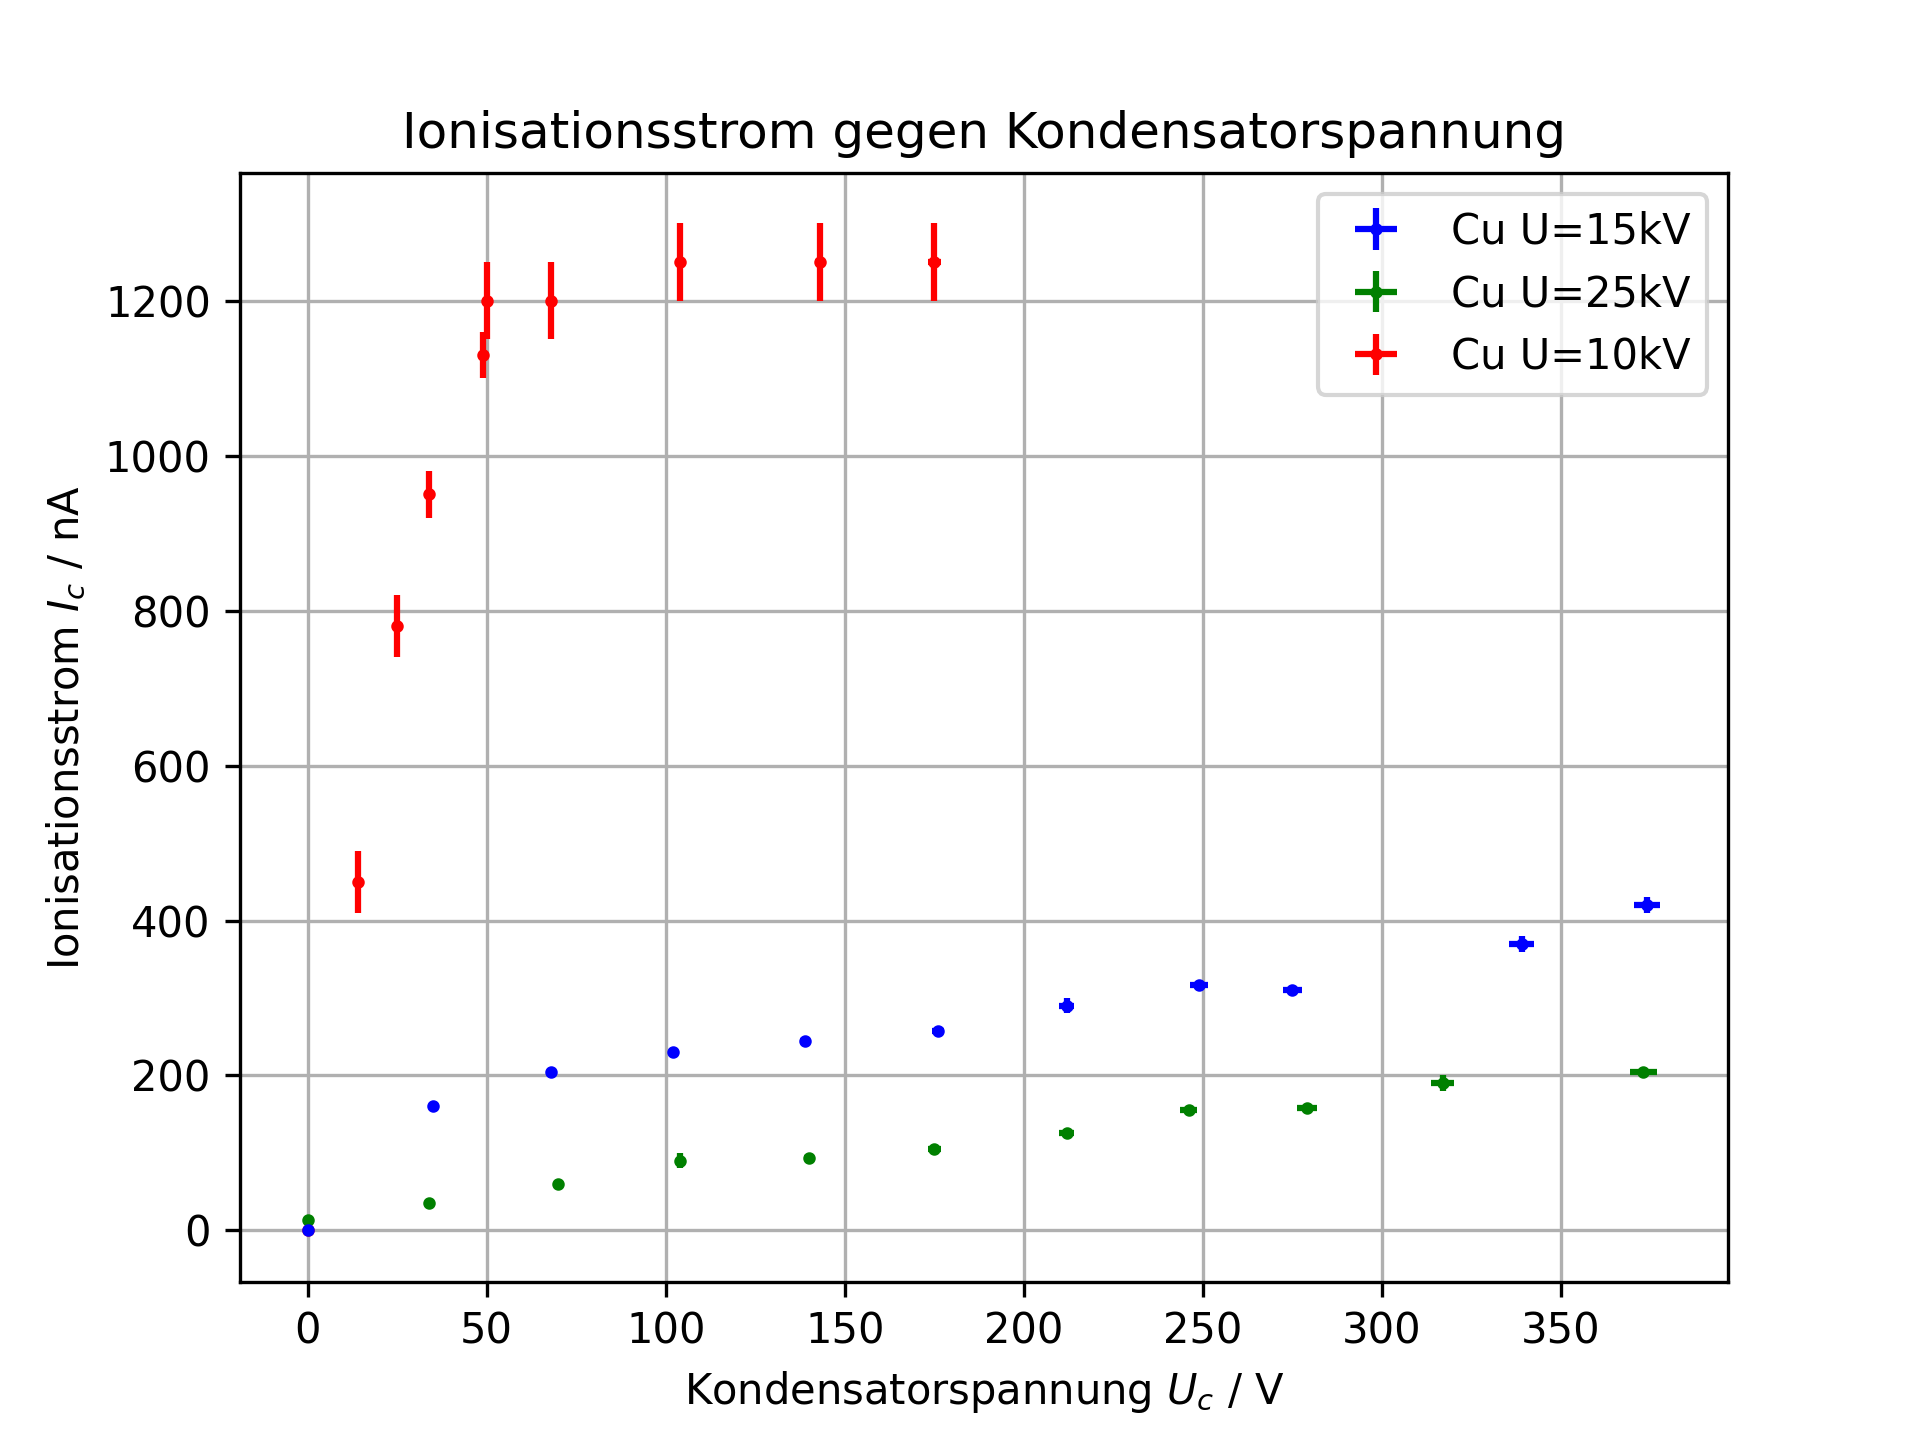 Ionisationsstrom gegen Kondensatorspannung
Cu U=15kV
Cu U=25kV
Cu U=10kV
Ionisationsstrom I_c / nA
1200
1000
800
600
400
200
0
0 50 100 150 200 250 300 350
Kondensatorspannung U_c / V